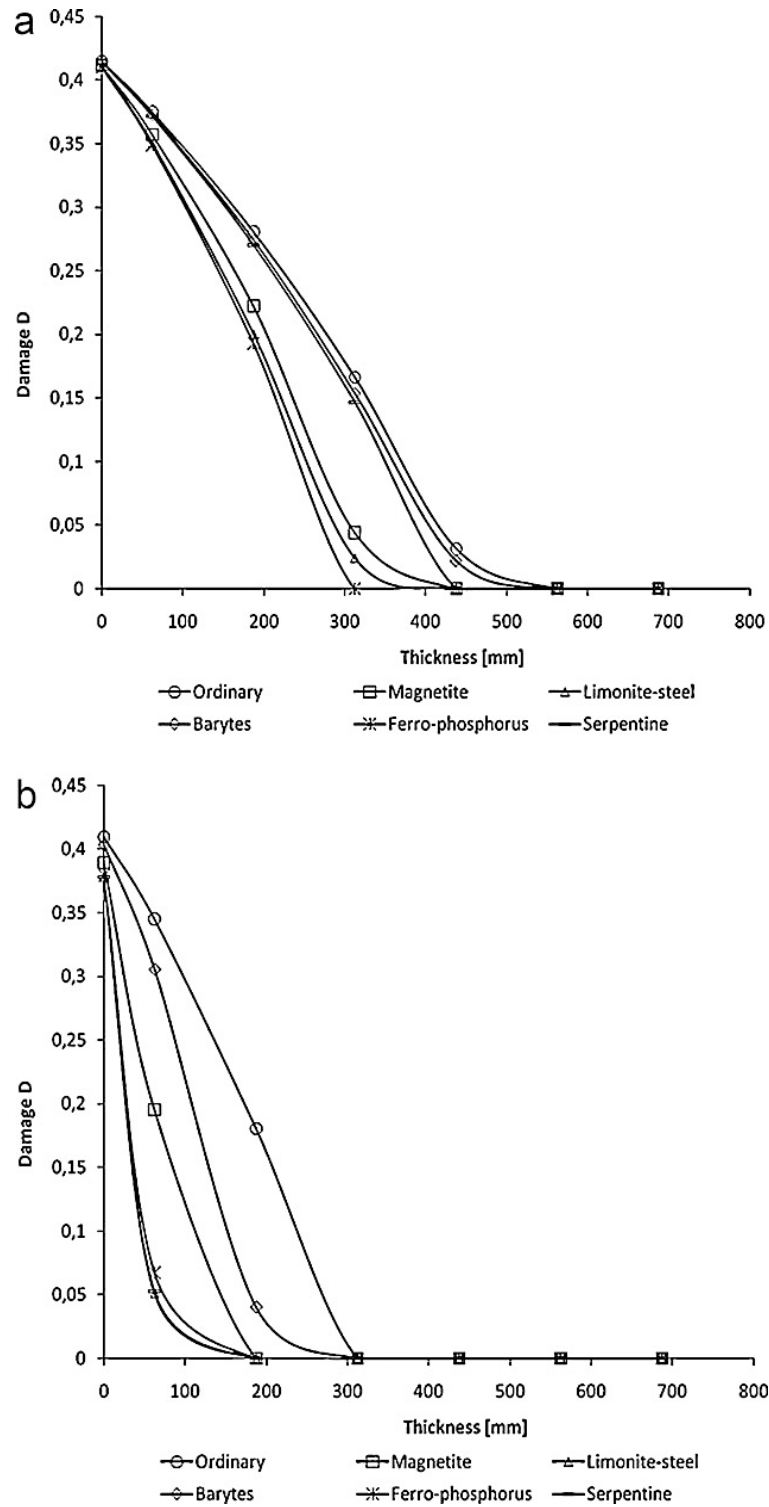 a
0,45
0,4
0,35
0,3
0,25
0,2
0,15
0,1
0,05
0
Damage D
0 100 200 300 400 500 600 700 800
Thickness [mm]
Ordinary Magnetite Limonite-steel
Barytes Ferro-phosphorus Serpentine
b
0,45
0,4
0,35
0,3
0,25
0,2
0,15
0,1
0,05
0
Damage D
0 100 200 300 400 500 600 700 800
Thickness [mm]
Ordinary Magnetite Limonite-steel
Barytes Ferro-phosphorus Serpentine